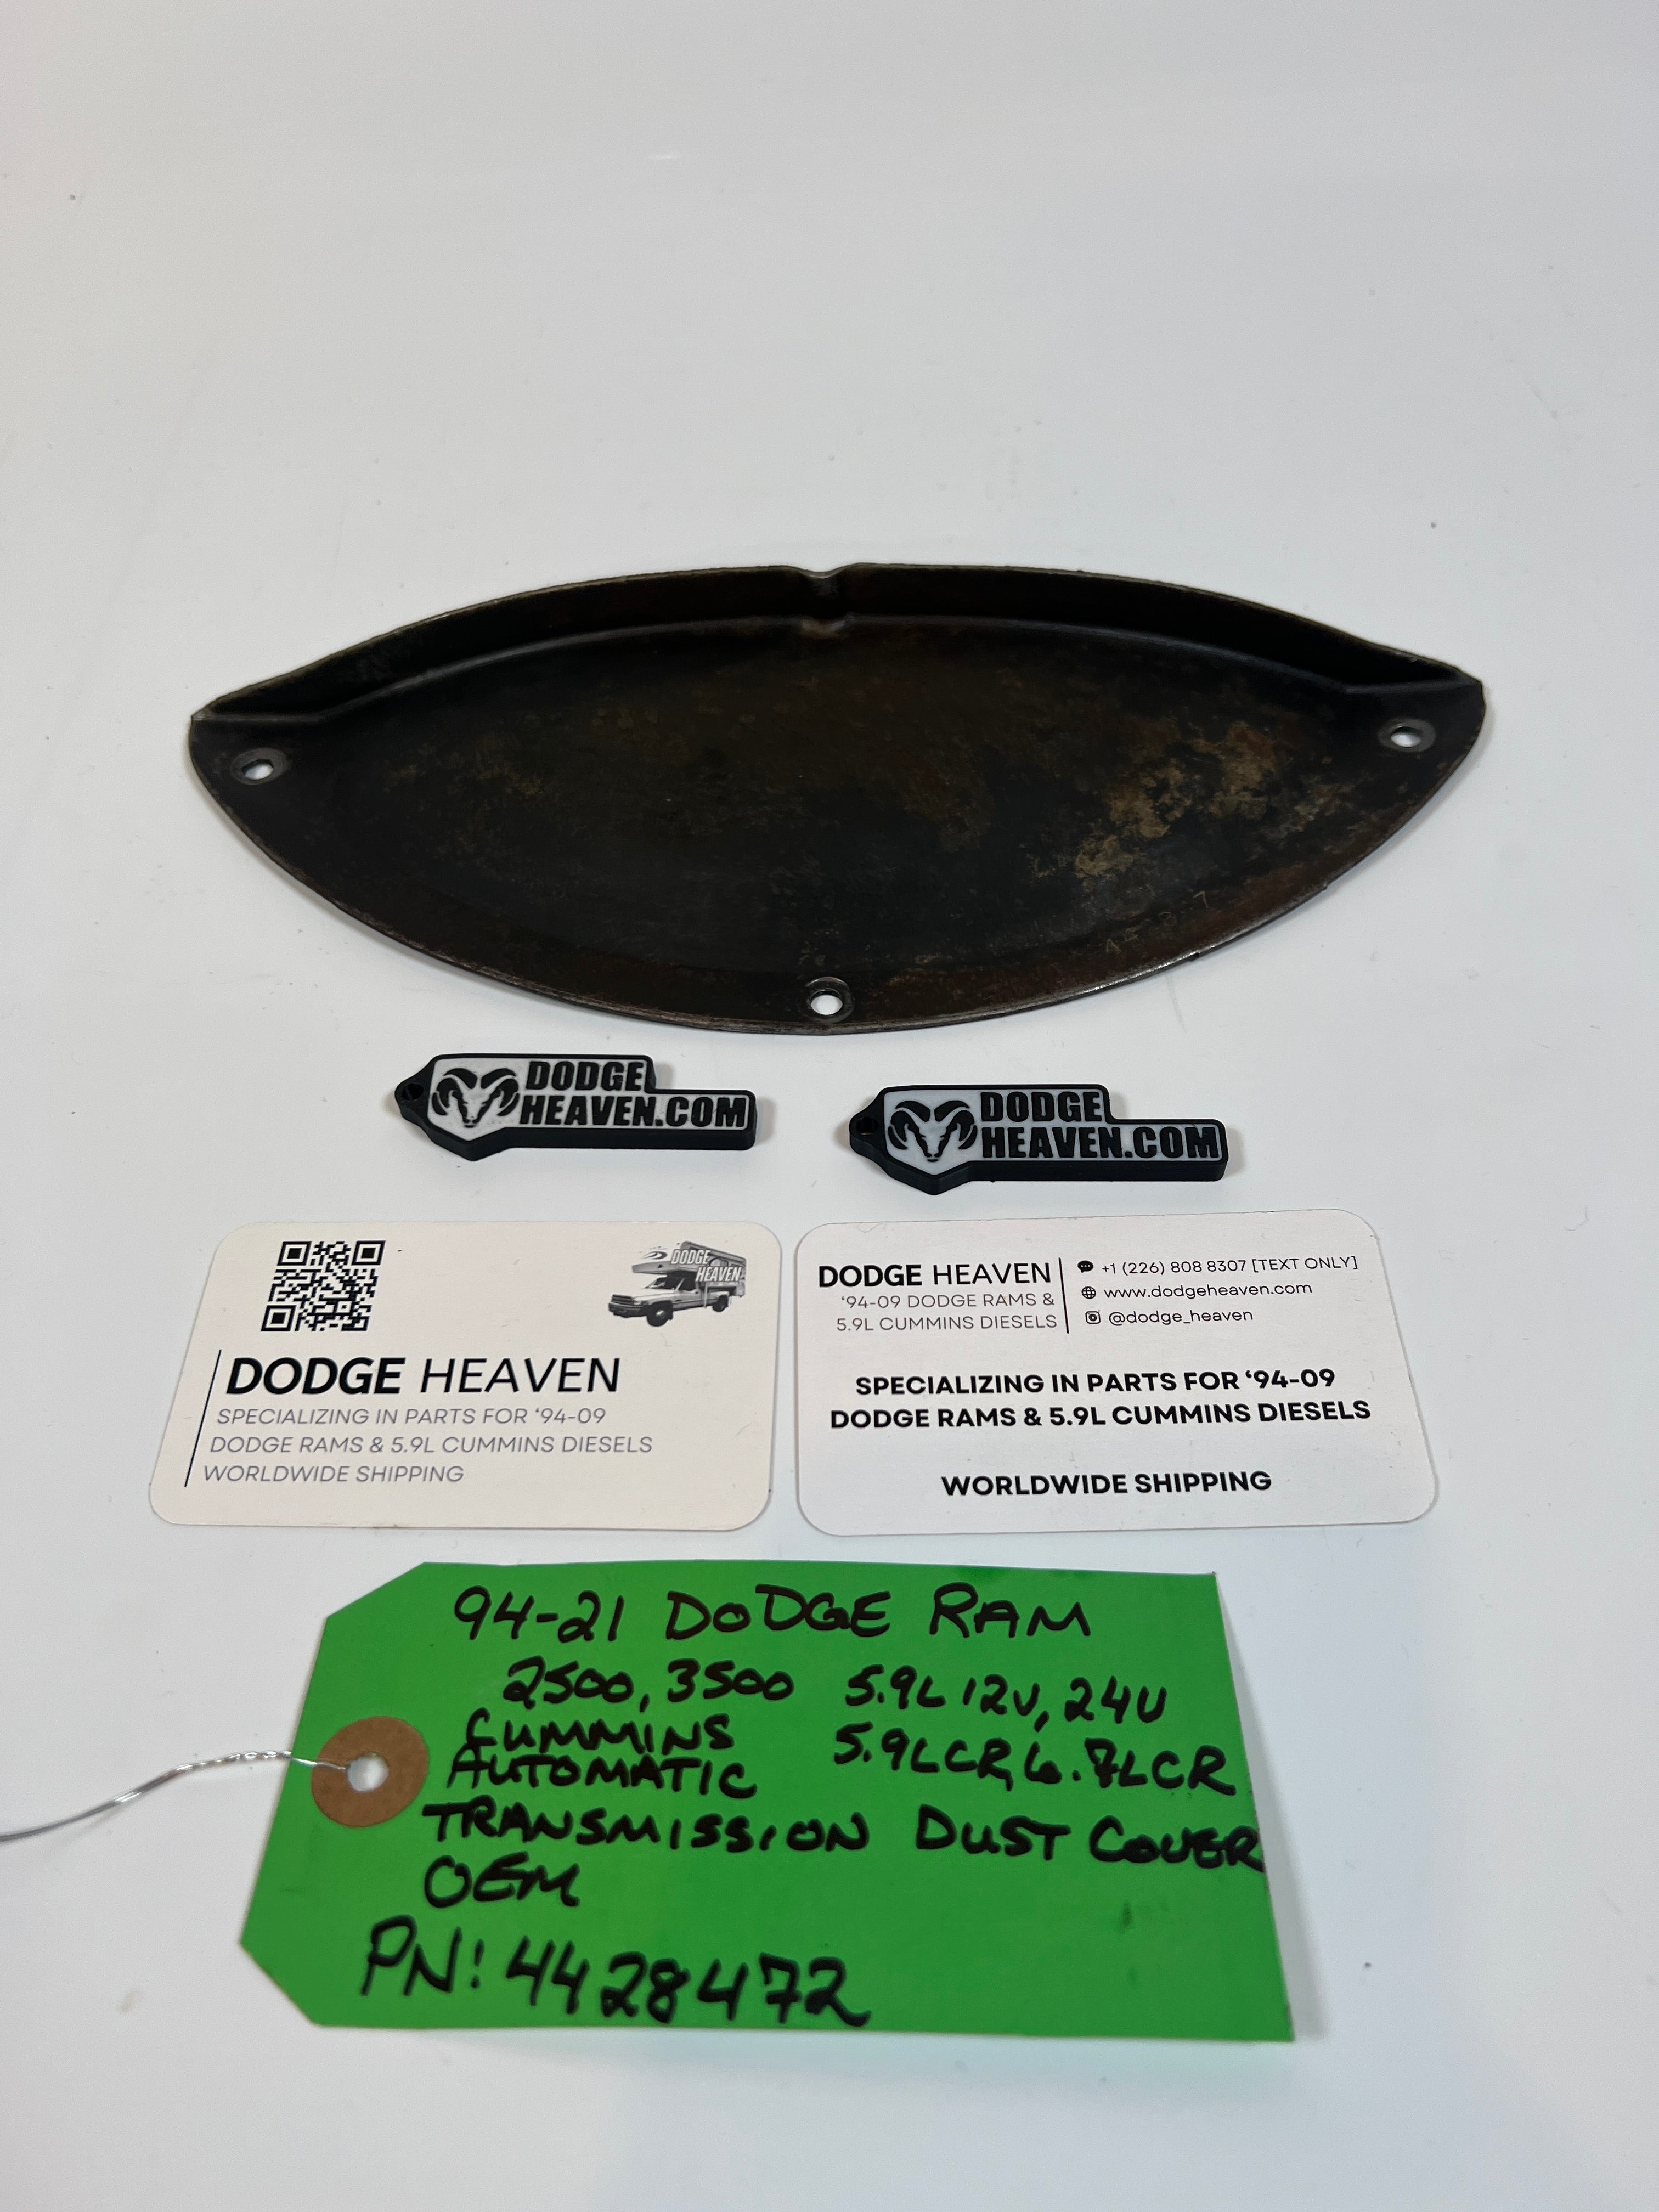 DODGE
HEAVEN.COM
DODGE
HEAVEN.COM
DODGE
HEAVEN
DODGE HEAVEN
SPECIALIZING IN PARTS FOR ‘94-09
DODGE RAMS & 5.9L CUMMINS DIESELS
WORLDWIDE SHIPPING
DODGE HEAVEN
‘94-09 DODGE RAMS &
5.9L CUMMINS DIESELS
+1 (226) 808 8307 [TEXT ONLY]
www.dodgeheaven.com
@dodge_heaven
SPECIALIZING IN PARTS FOR ‘94-09
DODGE RAMS & 5.9L CUMMINS DIESELS
WORLDWIDE SHIPPING
94-21 DODGE RAM
2500, 3500 5.9L 12V, 24V
CUMMINS 5.9LCR, 6.7LCR
AUTOMATIC
TRANSMISSION DUST COVER
OEM
PN: 4428472